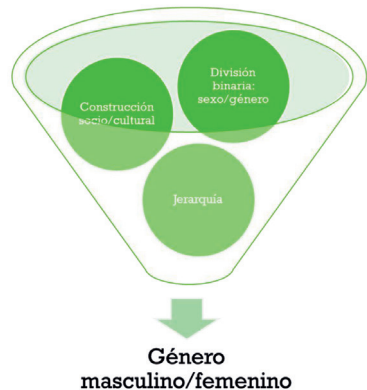 División
binaria:
sexo/género
Construcción
socio/cultural
Jerarquía
Género
masculino/femenino